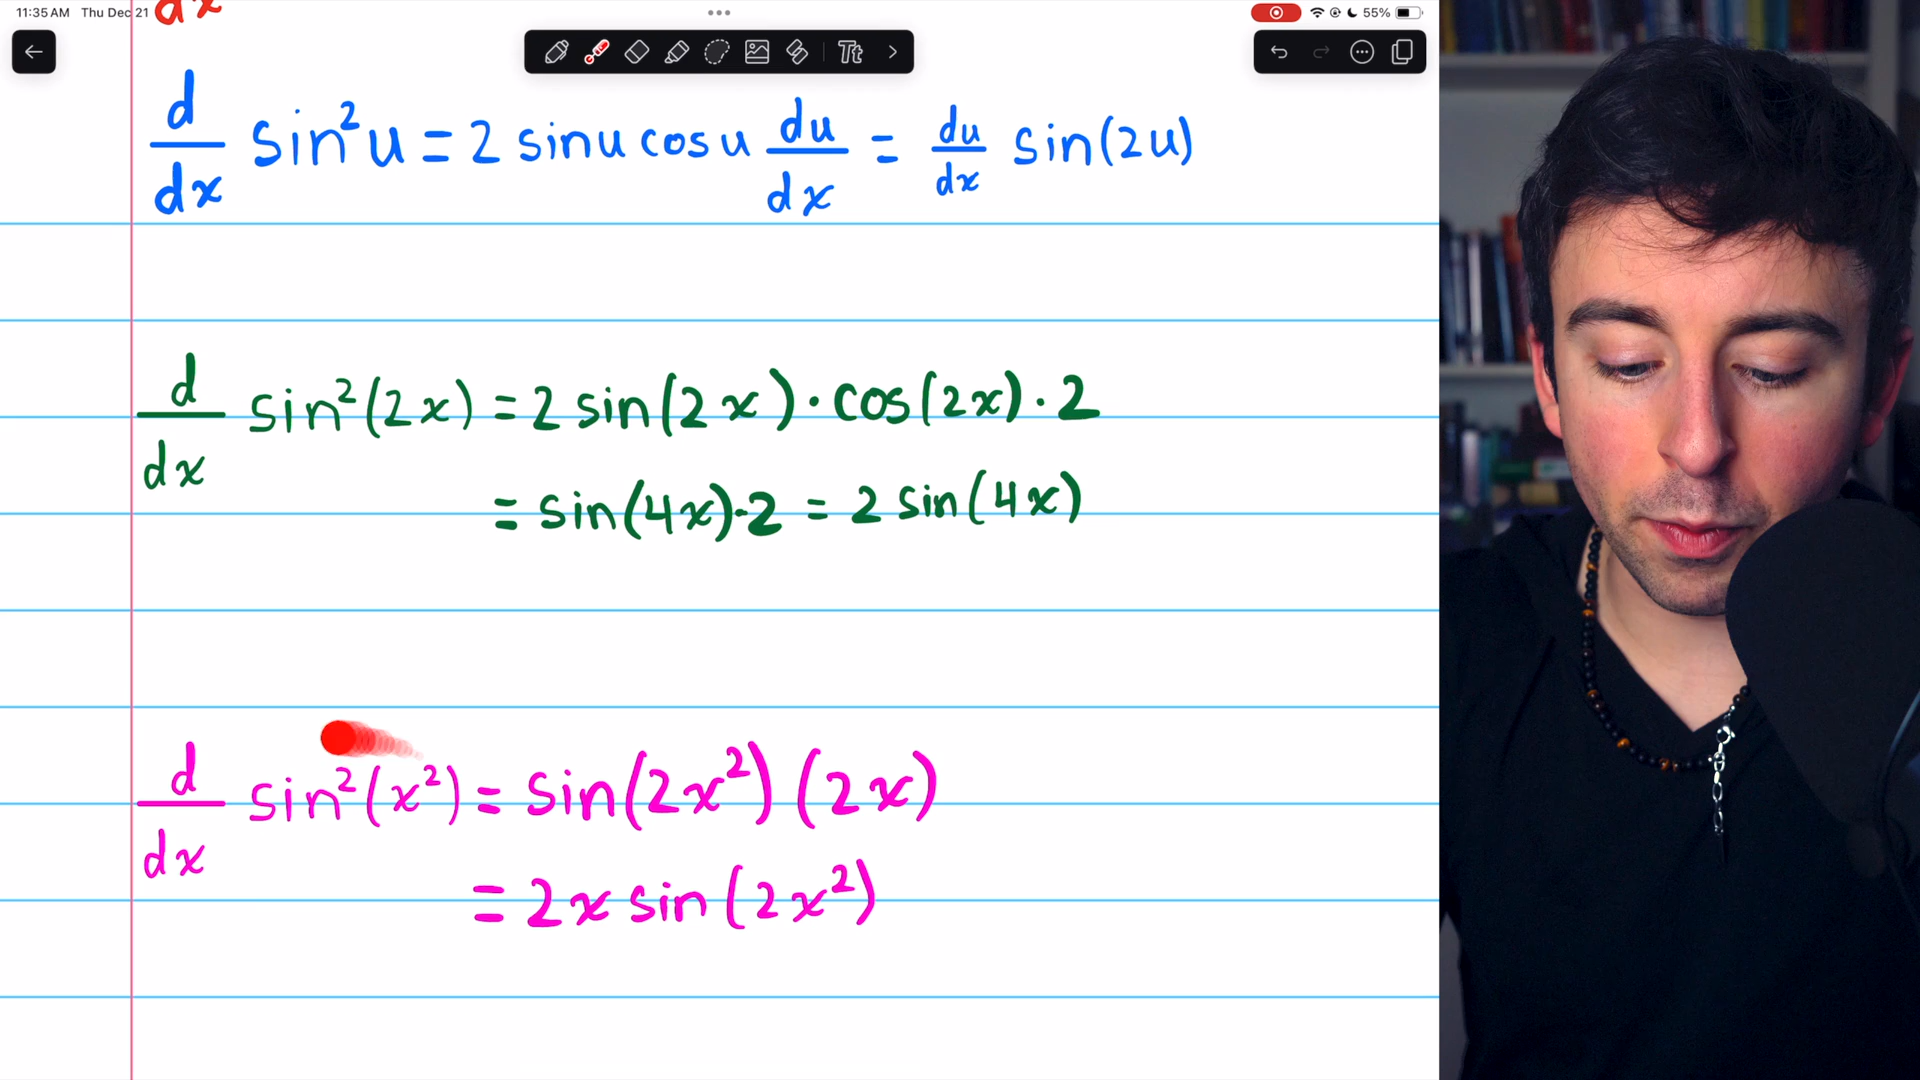 11:35 AM Thu Dec 21
55%
dx
Tt
d/dx sin²u = 2 sinu cosu du/dx = du/dx sin(2u)
d/dx sin²(2x) = 2 sin(2x) · cos(2x) · 2
= sin(4x)·2 = 2 sin(4x)
d/dx sin²(x²) = sin(2x²) (2x)
= 2x sin(2x²)